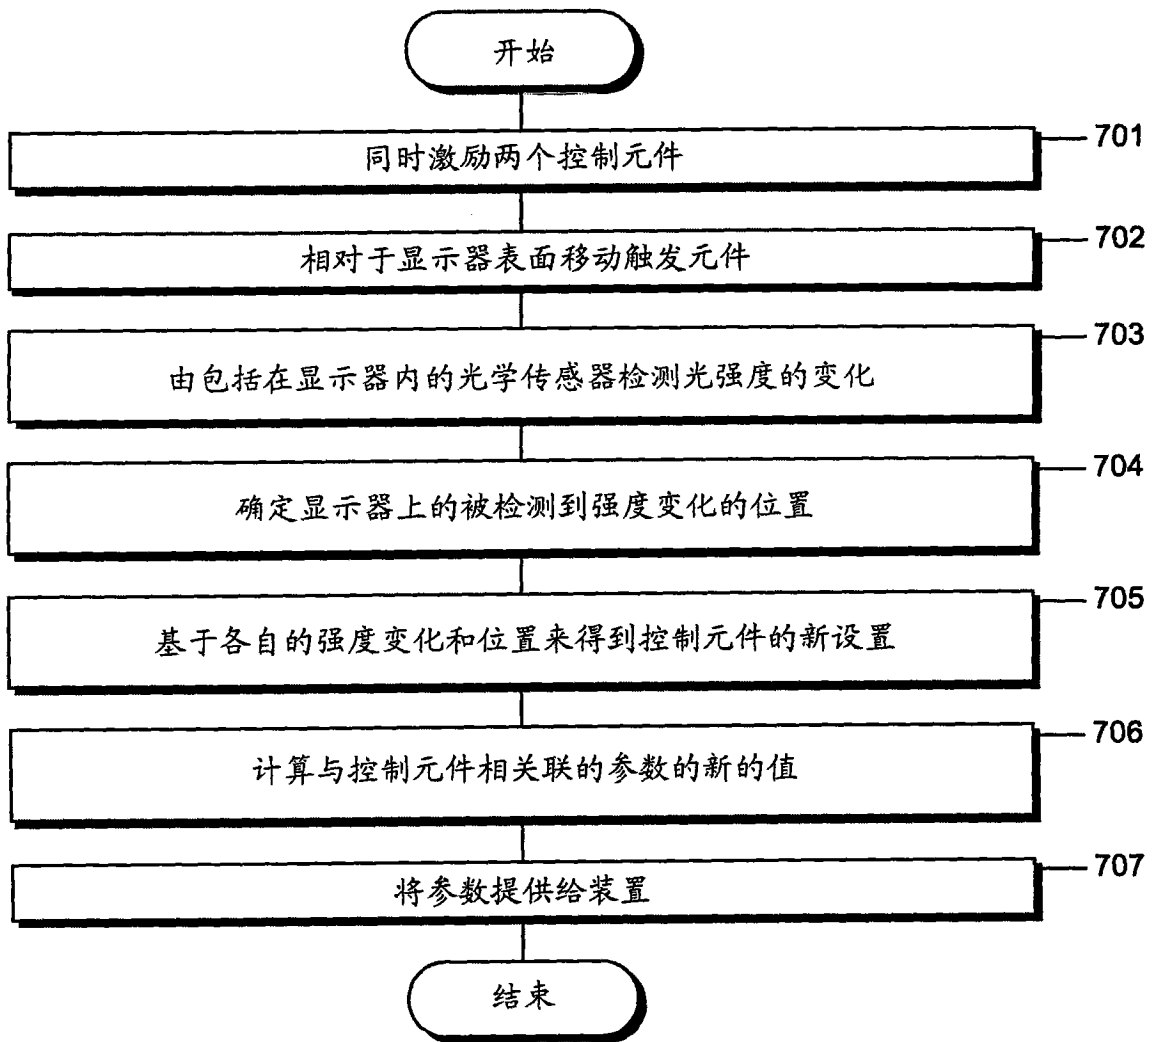 开始
同时激励两个控制元件
701
相对于显示器表面移动触发元件
702
由包括在显示器内的光学传感器检测光强度的变化
703
确定显示器上的被检测到强度变化的位置
704
基于各自的强度变化和位置来得到控制元件的新设置
705
计算与控制元件相关联的参数的新的值
706
将参数提供给装置
707
结束